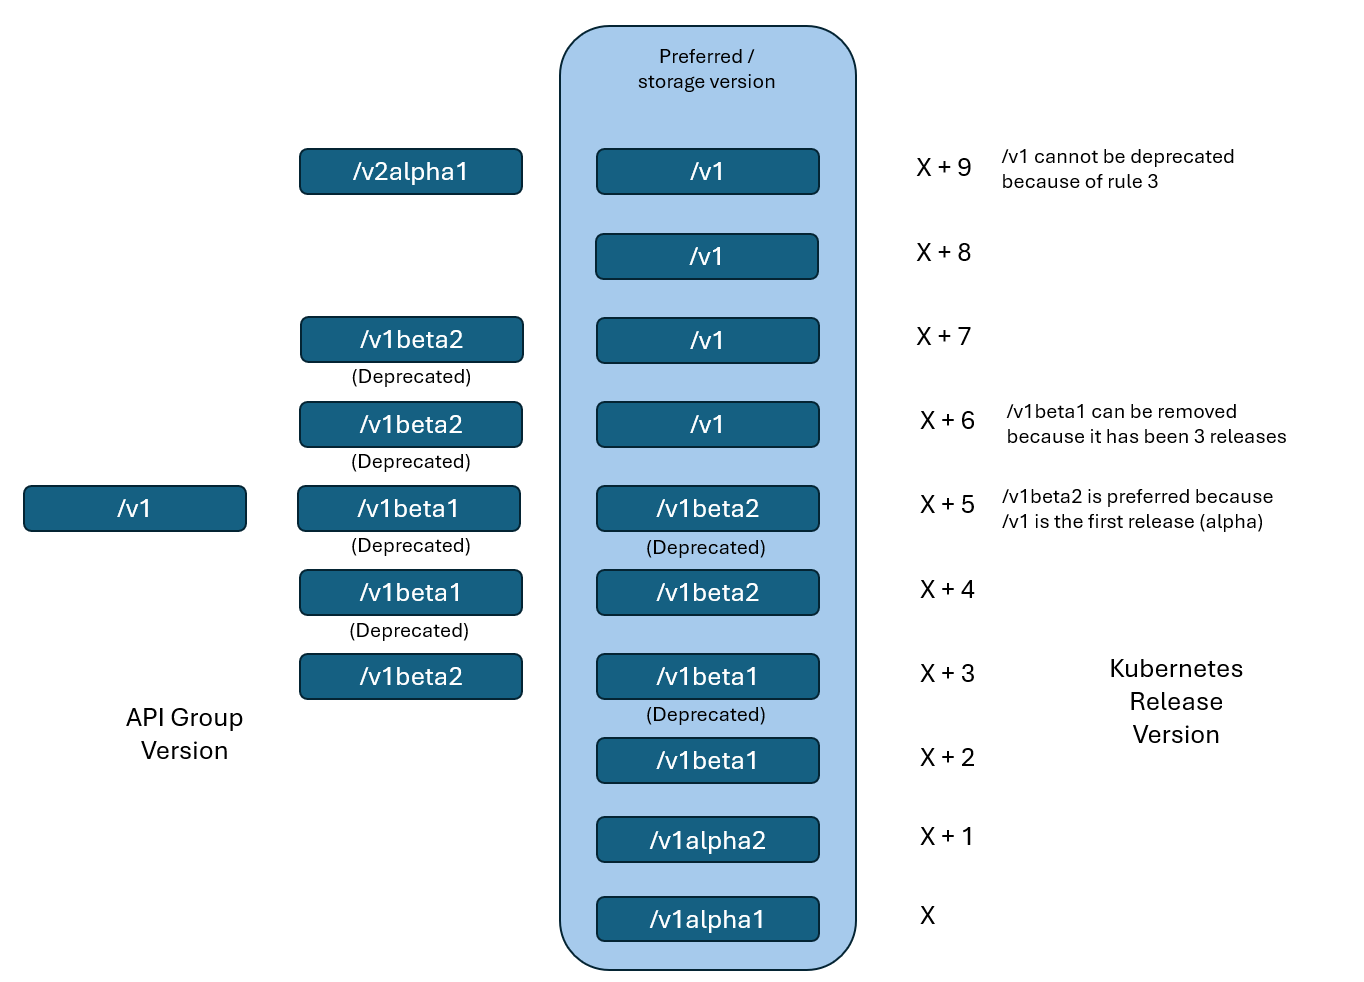 Preferred /
storage version
/v2alpha1
/v1
X + 9
/v1 cannot be deprecated
because of rule 3
/v1
X + 8
/v1beta2
(Deprecated)
/v1
X + 7
/v1beta2
(Deprecated)
/v1
X + 6
/v1beta1 can be removed
because it has been 3 releases
/v1
/v1beta1
(Deprecated)
/v1beta2
(Deprecated)
X + 5
/v1beta2 is preferred because
/v1 is the first release (alpha)
/v1beta1
(Deprecated)
/v1beta2
X + 4
/v1beta2
/v1beta1
(Deprecated)
X + 3
Kubernetes
Release
Version
API Group
Version
/v1beta1
X + 2
/v1alpha2
X + 1
/v1alpha1
X